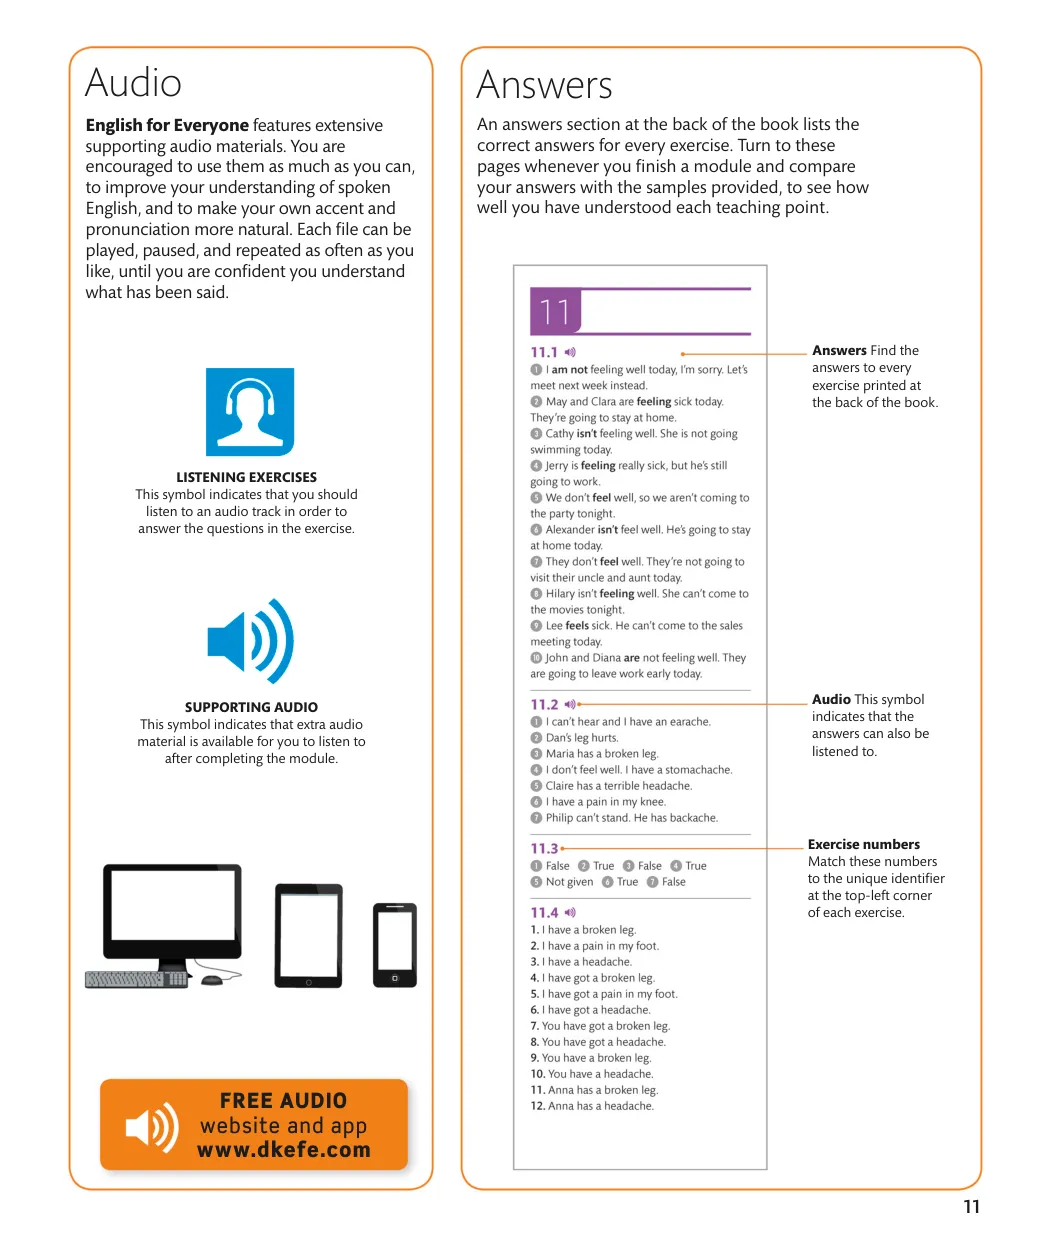 Audio
English for Everyone features extensive
supporting audio materials. You are
encouraged to use them as much as you can,
to improve your understanding of spoken
English, and to make your own accent and
pronunciation more natural. Each file can be
played, paused, and repeated as often as you
like, until you are confident you understand
what has been said.
LISTENING EXERCISES
This symbol indicates that you should
listen to an audio track in order to
answer the questions in the exercise.
SUPPORTING AUDIO
This symbol indicates that extra audio
material is available for you to listen to
after completing the module.
FREE AUDIO
website and app
www.dkefe.com
Answers
An answers section at the back of the book lists the
correct answers for every exercise. Turn to these
pages whenever you finish a module and compare
your answers with the samples provided, to see how
well you have understood each teaching point.
11
11.1
1 I am not feeling well today, I'm sorry. Let's
meet next week instead.
2 May and Clara are feeling sick today.
They're going to stay at home.
3 Cathy isn't feeling well. She is not going
swimming today.
4 Jerry is feeling really sick, but he's still
going to work.
5 We don't feel well, so we aren't coming to
the party tonight.
6 Alexander isn't feel well. He's going to stay
at home today.
7 They don't feel well. They're not going to
visit their uncle and aunt today.
8 Hilary isn't feeling well. She can't come to
the movies tonight.
9 Lee feels sick. He can't come to the sales
meeting today.
10 John and Diana are not feeling well. They
are going to leave work early today.
11.2
1 I can't hear and I have an earache.
2 Dan's leg hurts.
3 Maria has a broken leg.
4 I don't feel well. I have a stomachache.
5 Claire has a terrible headache.
6 I have a pain in my knee.
7 Philip can't stand. He has backache.
11.3
1 False 2 True 3 False 4 True
5 Not given 6 True 7 False
11.4
1. I have a broken leg.
2. I have a pain in my foot.
3. I have a headache.
4. I have got a broken leg.
5. I have got a pain in my foot.
6. I have got a headache.
7. You have got a broken leg.
8. You have got a headache.
9. You have a broken leg.
10. You have a headache.
11. Anna has a broken leg.
12. Anna has a headache.
Answers Find the
answers to every
exercise printed at
the back of the book.
Audio This symbol
indicates that the
answers can also be
listened to.
Exercise numbers
Match these numbers
to the unique identifier
at the top-left corner
of each exercise.
11